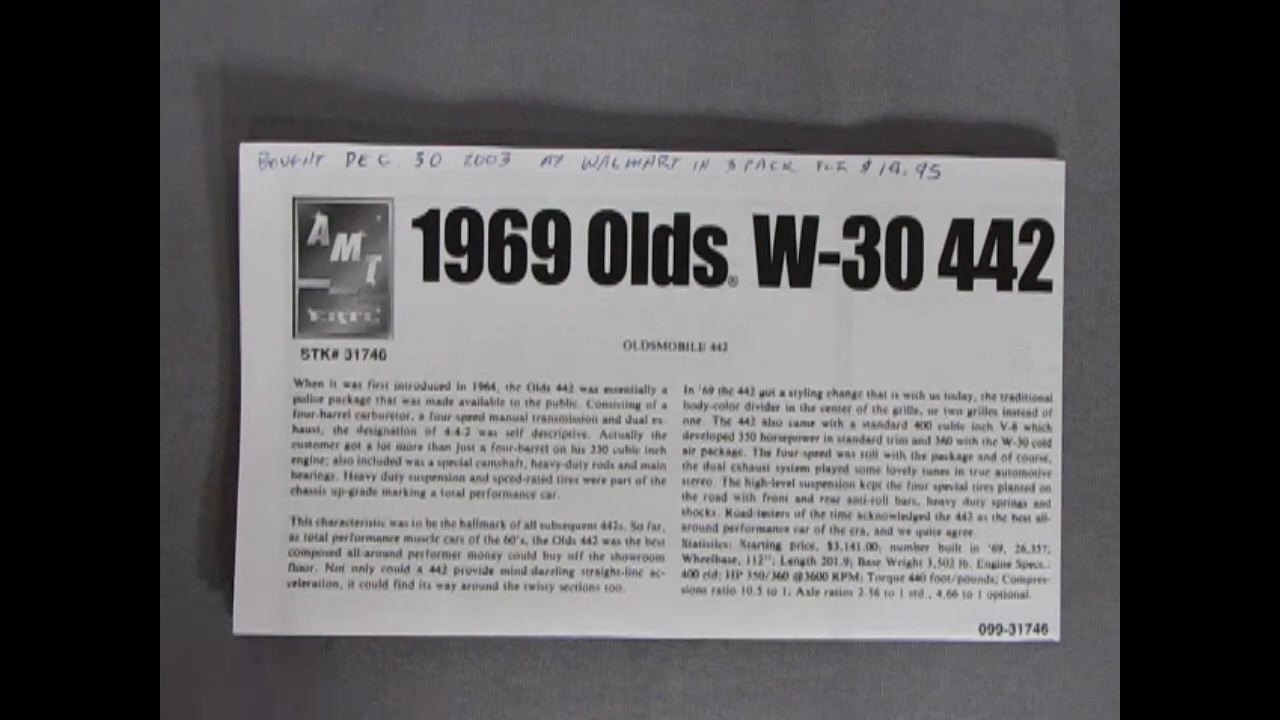 BOUGHT DEC 30 2003 AT WALMART IN 3 PACK FOR $19.95
AMT
ERTL
1969 Olds® W-30 442
STK# 31746
OLDSMOBILE 442
When it was first introduced in 1964, the Olds 442 was essentially a
police package that was made available to the public. Consisting of a
four-barrel carburetor, a four-speed manual transmission and dual ex-
haust, the designation of 4-4-2 was self descriptive. Actually the
customer got a lot more than just a four-barrel on his 330 cubic inch
engine; also included was a special camshaft, heavy-duty rods and main
bearings. Heavy duty suspension and speed-rated tires were part of the
chassis up-grade marking a total performance car.
This characteristic was to be the hallmark of all subsequent 442s. So far,
as total performance muscle cars of the 60's, the Olds 442 was the best
composed all-around performer money could buy off the showroom
floor. Not only could a 442 provide mind-dazzling straight-line ac-
celeration, it could find its way around the twisty sections too.
In '69 the 442 got a styling change that is with us today, the traditional
body-color divider in the center of the grille, or two grilles instead of
one. The 442 also came with a standard 400 cubic inch V-8 which
developed 350 horsepower in standard trim and 360 with the W-30 cold
air package. The four speed was still with the package and of course,
the dual exhaust system played some lovely tunes in true automotive
stereo. The high-level suspension kept the four special tires planted on
the road with front and rear anti-roll bars, heavy duty springs and
shocks. Road-testers of the time acknowledged the 442 as the best all-
around performance car of the era, and we quite agree.
Statistics: Starting price, $3,141.00; number built in '69, 26,357;
Wheelbase, 112"; Length 201.9; Base Weight 3,502 lb. Engine Specs.:
400 cid; HP 350/360 @3600 RPM; Torque 440 foot/pounds; Compres-
sions ratio 10.5 to 1; Axle ratios 2.56 to 1 std., 4.66 to 1 optional.
099-31746